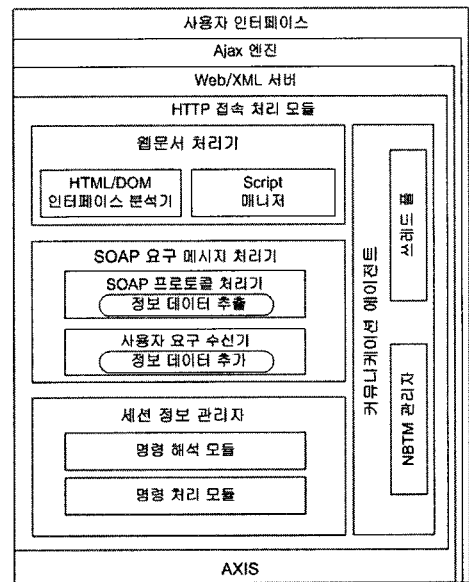 사용자 인터페이스
Ajax 엔진
Web/XML 서버
HTTP 접속 처리 모듈
웹문서 처리기
HTML/DOM
인터페이스 분석기
Script
매니저
SOAP 요구 메시지 처리기
SOAP 프로토콜 처리기
정보 데이터 추출
사용자 요구 수신기
정보 데이터 추가
세션 정보 관리자
명령 해석 모듈
명령 처리 모듈
커뮤니케이션 에이전트
쓰레드 풀
NBTM 관리자
AXIS